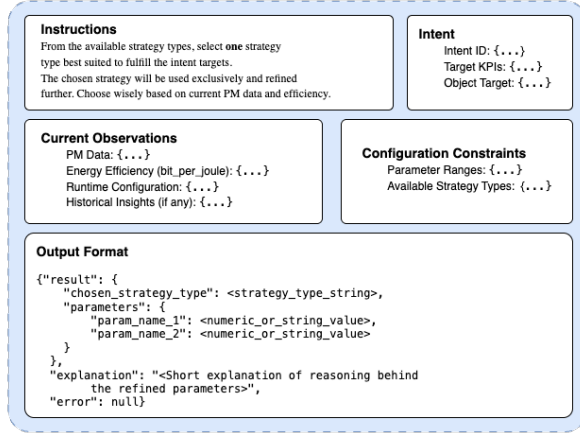 Instructions
From the available strategy types, select one strategy
type best suited to fulfill the intent targets.
The chosen strategy will be used exclusively and refined
further. Choose wisely based on current PM data and efficiency.
Intent
Intent ID: {...}
Target KPIs: {...}
Object Target: {...}
Current Observations
PM Data: {...}
Energy Efficiency (bit_per_joule): {...}
Runtime Configuration: {...}
Historical Insights (if any): {...}
Configuration Constraints
Parameter Ranges: {...}
Available Strategy Types: {...}
Output Format
{"result": {
    "chosen_strategy_type": <strategy_type_string>,
    "parameters": {
        "param_name_1": <numeric_or_string_value>,
        "param_name_2": <numeric_or_string_value>
    }
  },
  "explanation": "<Short explanation of reasoning behind
        the refined parameters>",
  "error": null}